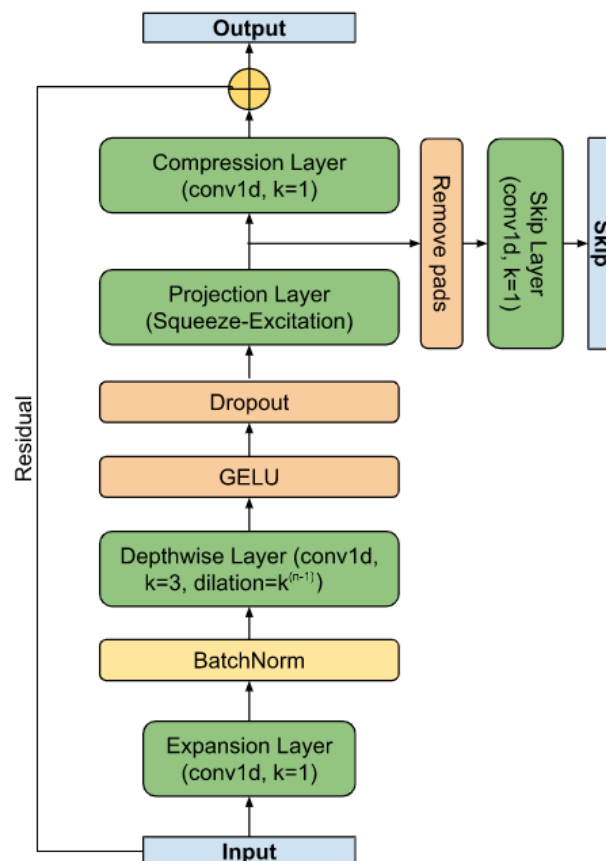 Output
Compression Layer
(conv1d, k=1)
Remove pads
Skip Layer
(conv1d, k=1)
Skip
Projection Layer
(Squeeze-Excitation)
Dropout
Residual
GELU
Depthwise Layer (conv1d,
k=3, dilation=k⁽ⁿ⁻¹⁾)
BatchNorm
Expansion Layer
(conv1d, k=1)
Input